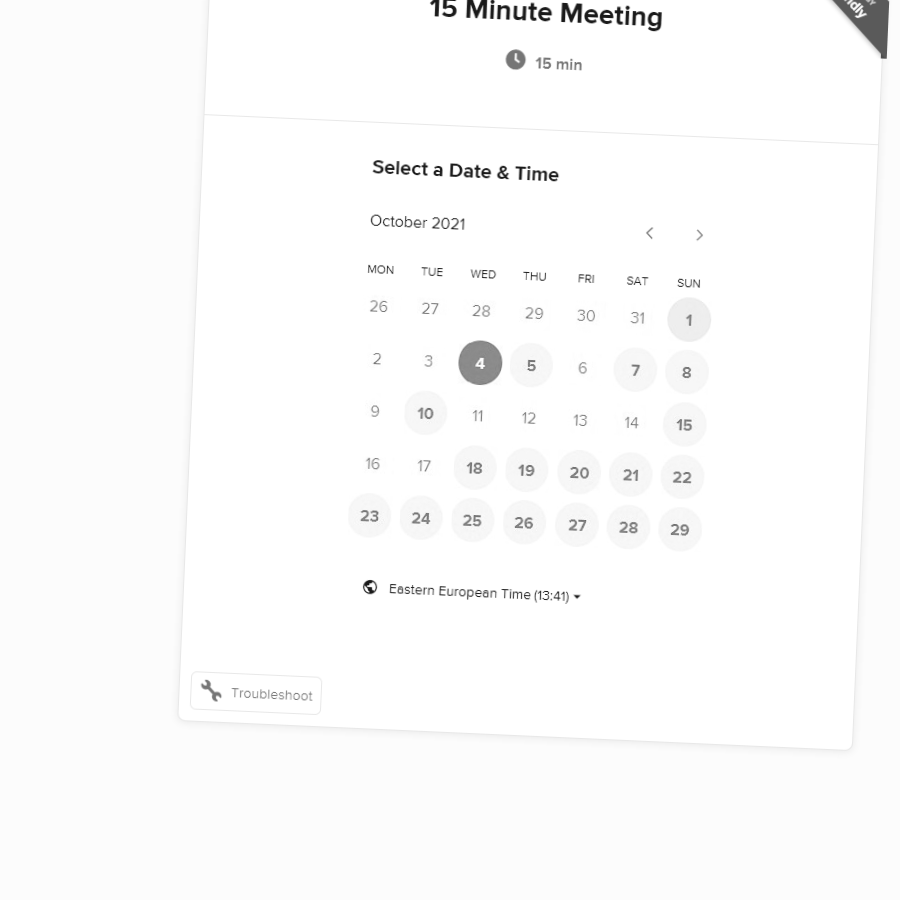 15 Minute Meeting
15 min
Select a Date & Time
October 2021
MON TUE WED THU FRI SAT SUN
26 27 28 29 30 31 1
2 3 4 5 6 7 8
9 10 11 12 13 14 15
16 17 18 19 20 21 22
23 24 25 26 27 28 29
Eastern European Time (13:41)
Troubleshoot